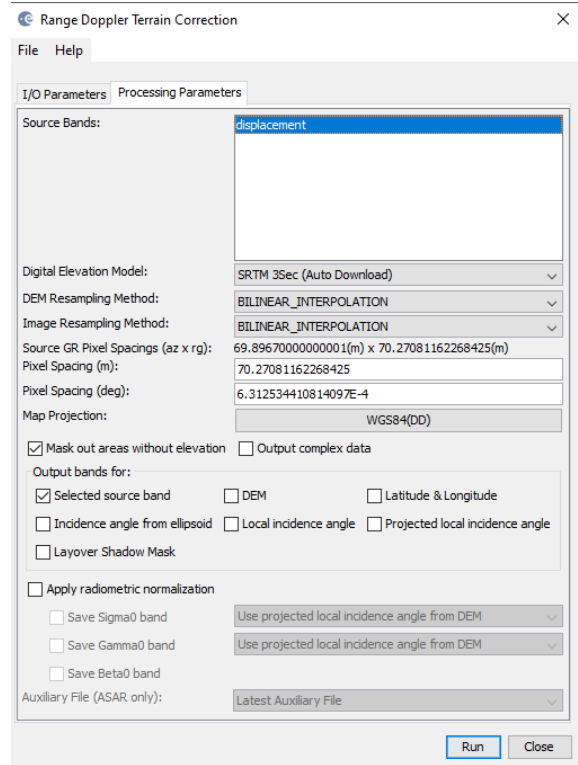 Range Doppler Terrain Correction
File Help
I/O Parameters Processing Parameters
Source Bands: displacement
Digital Elevation Model: SRTM 3Sec (Auto Download)
DEM Resampling Method: BILINEAR_INTERPOLATION
Image Resampling Method: BILINEAR_INTERPOLATION
Source GR Pixel Spacings (az x rg): 69.89670000000001(m) x 70.27081162268425(m)
Pixel Spacing (m): 70.27081162268425
Pixel Spacing (deg): 6.312534410814097E-4
Map Projection: WGS84(DD)
Mask out areas without elevation Output complex data
Output bands for:
Selected source band DEM Latitude & Longitude
Incidence angle from ellipsoid Local incidence angle Projected local incidence angle
Layover Shadow Mask
Apply radiometric normalization
Save Sigma0 band Use projected local incidence angle from DEM
Save Gamma0 band Use projected local incidence angle from DEM
Save Beta0 band
Auxiliary File (ASAR only): Latest Auxiliary File
Run Close